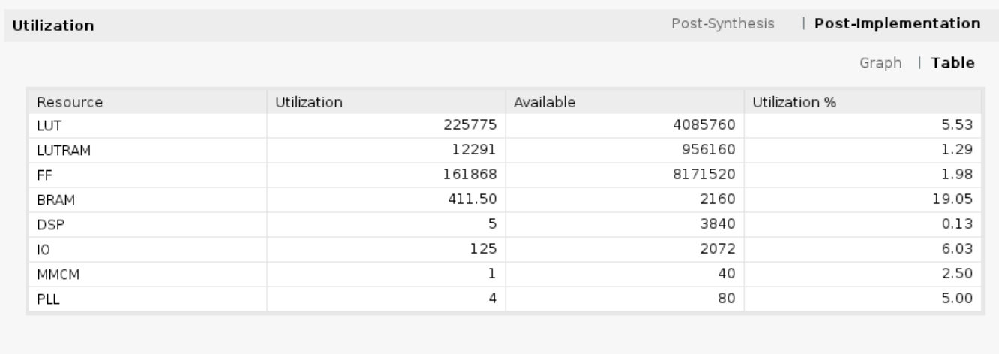 Utilization Post-Synthesis | Post-Implementation
Graph | Table
Resource Utilization Available Utilization %
LUT 225775 4085760 5.53
LUTRAM 12291 956160 1.29
FF 161868 8171520 1.98
BRAM 411.50 2160 19.05
DSP 5 3840 0.13
IO 125 2072 6.03
MMCM 1 40 2.50
PLL 4 80 5.00